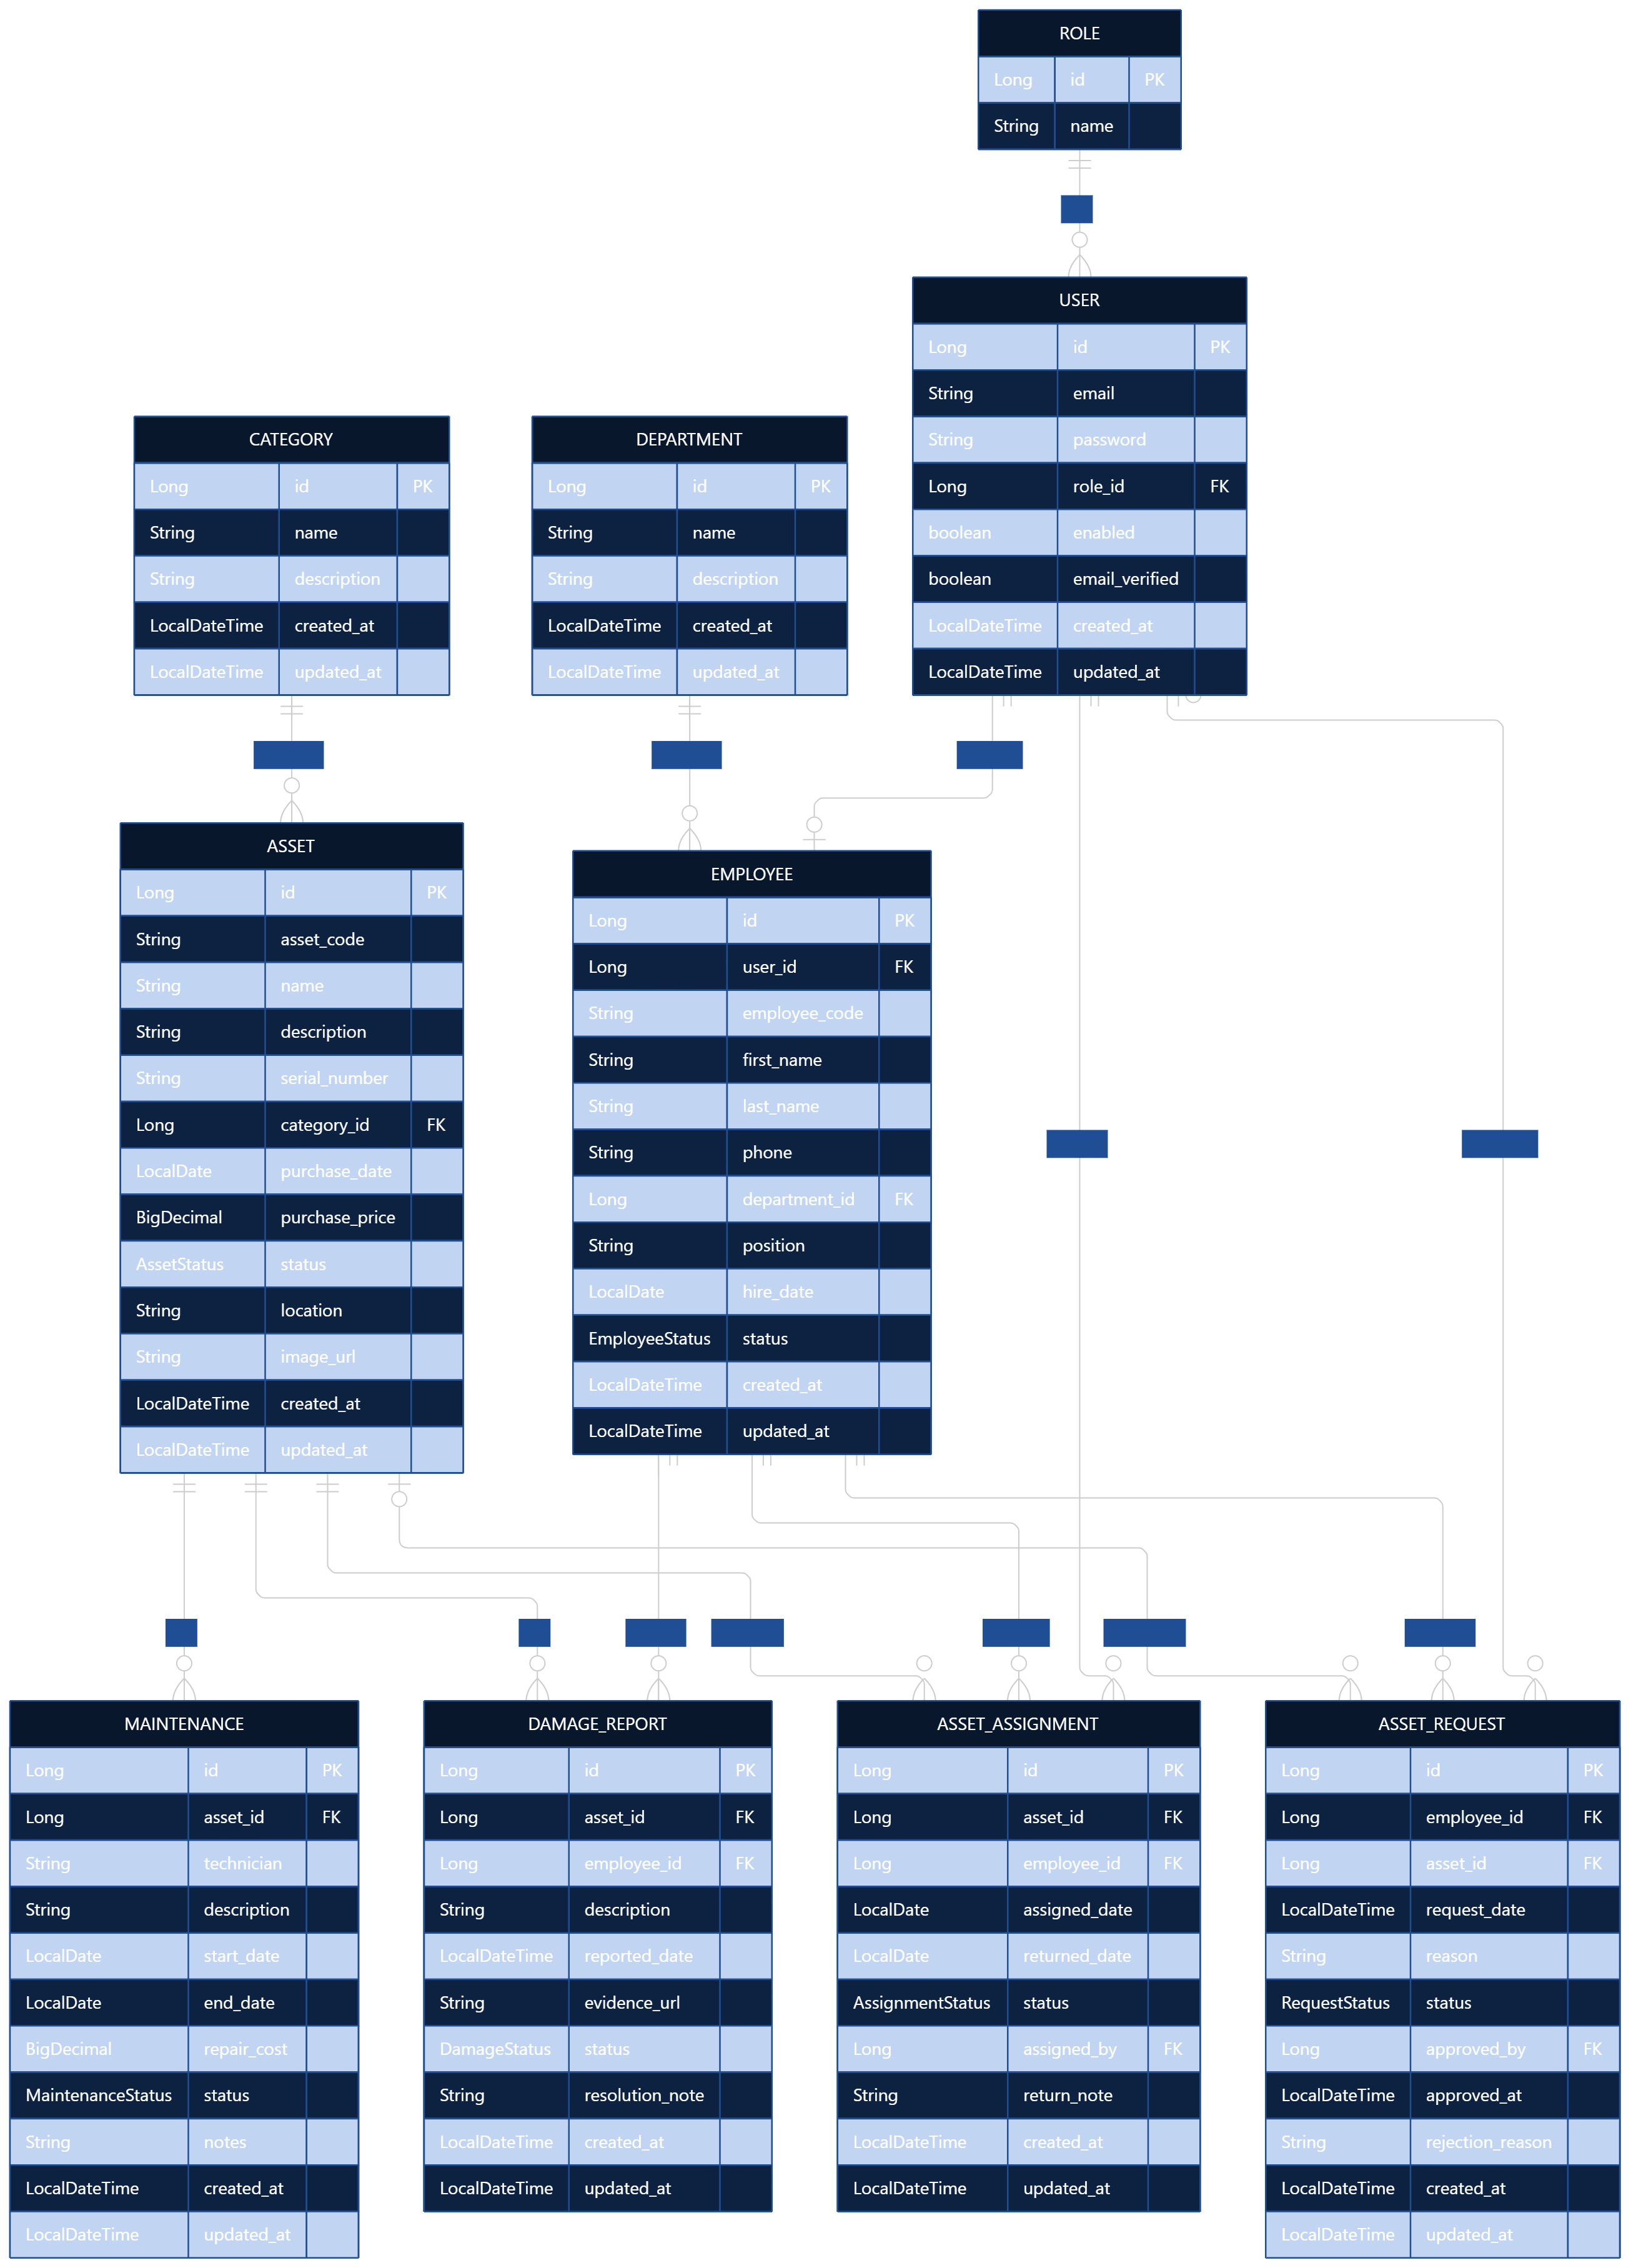 ROLE
Long id PK
String name
USER
Long id PK
String email
String password
Long role_id FK
boolean enabled
boolean email_verified
LocalDateTime created_at
LocalDateTime updated_at
CATEGORY
Long id PK
String name
String description
LocalDateTime created_at
LocalDateTime updated_at
DEPARTMENT
Long id PK
String name
String description
LocalDateTime created_at
LocalDateTime updated_at
ASSET
Long id PK
String asset_code
String name
String description
String serial_number
Long category_id FK
LocalDate purchase_date
BigDecimal purchase_price
AssetStatus status
String location
String image_url
LocalDateTime created_at
LocalDateTime updated_at
EMPLOYEE
Long id PK
Long user_id FK
String employee_code
String first_name
String last_name
String phone
Long department_id FK
String position
LocalDate hire_date
EmployeeStatus status
LocalDateTime created_at
LocalDateTime updated_at
MAINTENANCE
Long id PK
Long asset_id FK
String technician
String description
LocalDate start_date
LocalDate end_date
BigDecimal repair_cost
MaintenanceStatus status
String notes
LocalDateTime created_at
LocalDateTime updated_at
DAMAGE_REPORT
Long id PK
Long asset_id FK
Long employee_id FK
String description
LocalDateTime reported_date
String evidence_url
DamageStatus status
String resolution_note
LocalDateTime created_at
LocalDateTime updated_at
ASSET_ASSIGNMENT
Long id PK
Long asset_id FK
Long employee_id FK
LocalDate assigned_date
LocalDate returned_date
AssignmentStatus status
Long assigned_by FK
String return_note
LocalDateTime created_at
LocalDateTime updated_at
ASSET_REQUEST
Long id PK
Long employee_id FK
Long asset_id FK
LocalDateTime request_date
String reason
RequestStatus status
Long approved_by FK
LocalDateTime approved_at
String rejection_reason
LocalDateTime created_at
LocalDateTime updated_at